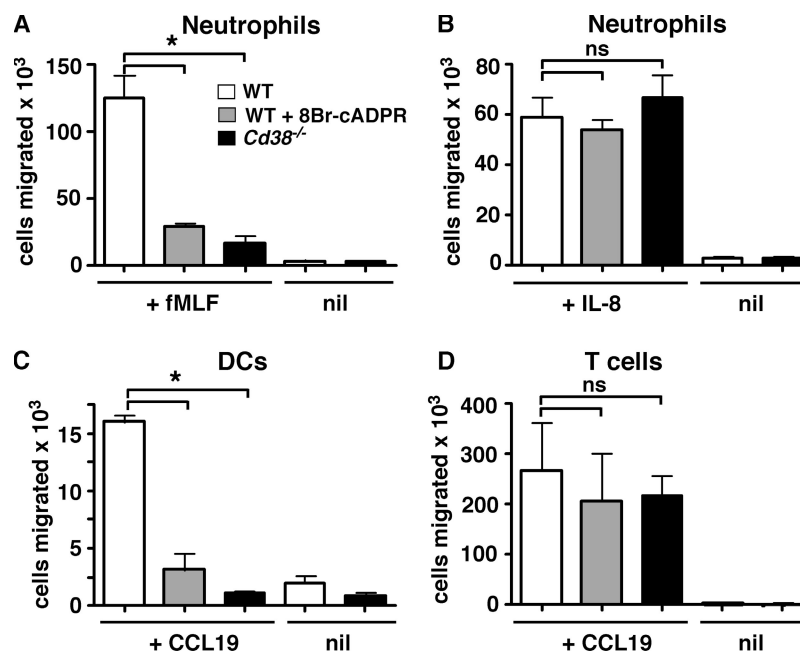 A Neutrophils
*
cells migrated x 10³
150
100
50
0
WT
WT + 8Br-cADPR
Cd38-/-
+ fMLF nil
B Neutrophils
ns
cells migrated x 10³
80
60
40
20
0
+ IL-8 nil
C DCs
*
cells migrated x 10³
15
10
5
0
+ CCL19 nil
D T cells
ns
cells migrated x 10³
400
300
200
100
0
+ CCL19 nil